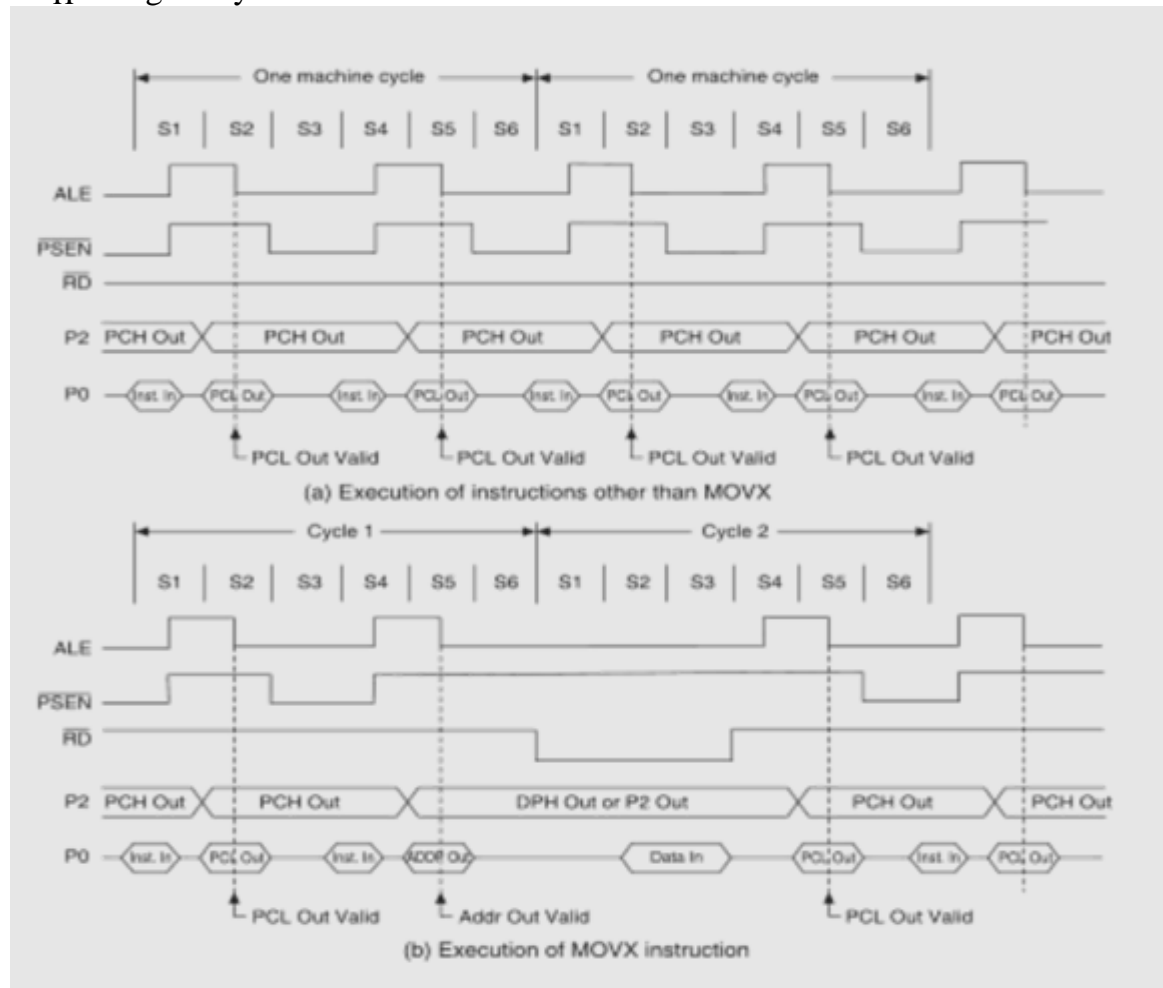 One machine cycle One machine cycle
S1 S2 S3 S4 S5 S6 S1 S2 S3 S4 S5 S6
ALE
PSEN
RD
P2 PCH Out PCH Out PCH Out PCH Out PCH Out PCH Out
P0 Inst. In PCL Out Inst. In PCL Out Inst. In PCL Out Inst. In PCL Out Inst. In PCL Out
PCL Out Valid PCL Out Valid PCL Out Valid PCL Out Valid
(a) Execution of instructions other than MOVX
Cycle 1 Cycle 2
S1 S2 S3 S4 S5 S6 S1 S2 S3 S4 S5 S6
ALE
PSEN
RD
P2 PCH Out PCH Out DPH Out or P2 Out PCH Out PCH Out
P0 Inst. In PCL Out Inst. In ADDR Out Data In PCL Out Inst. In PCL Out
PCL Out Valid Addr Out Valid PCL Out Valid
(b) Execution of MOVX instruction